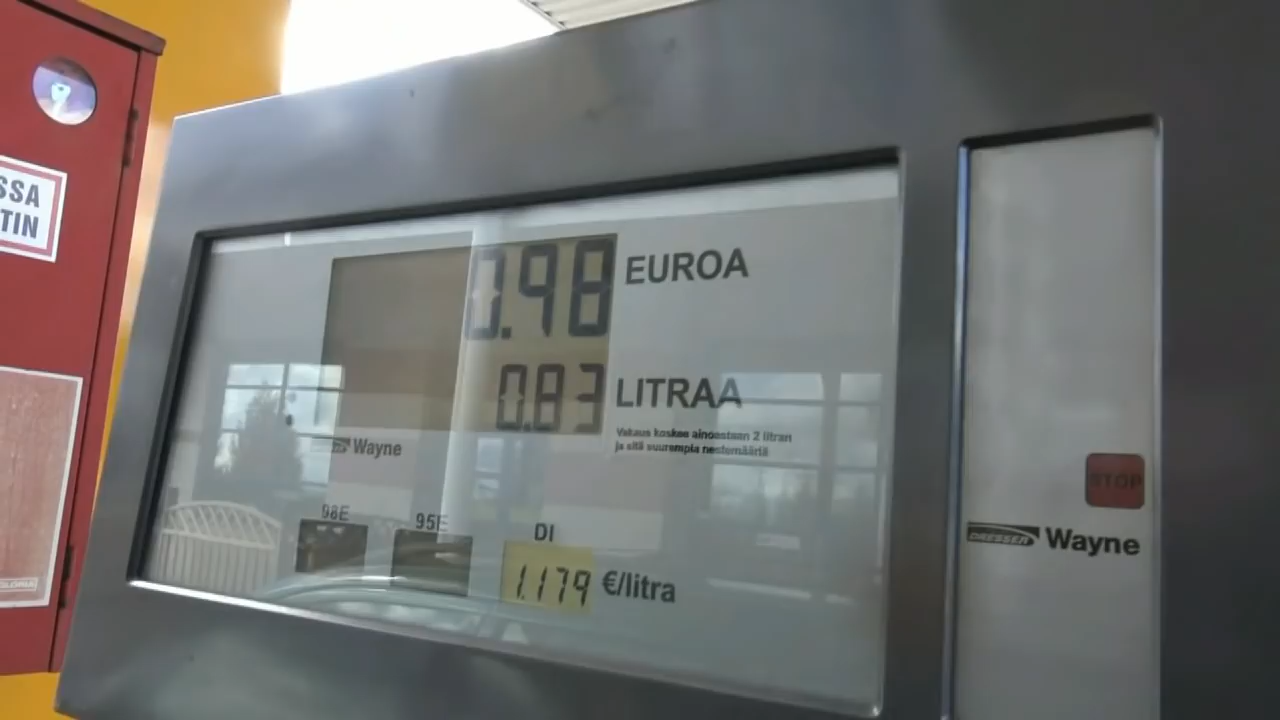 SSA
TIN
0.98 EUROA
0.83 LITRAA
Vakaus koskee ainoastaan 2 litran
ja sitä suurempia nestemääriä
Wayne
98E 95E DI
1.179 €/litra
STOP
DRESSER Wayne